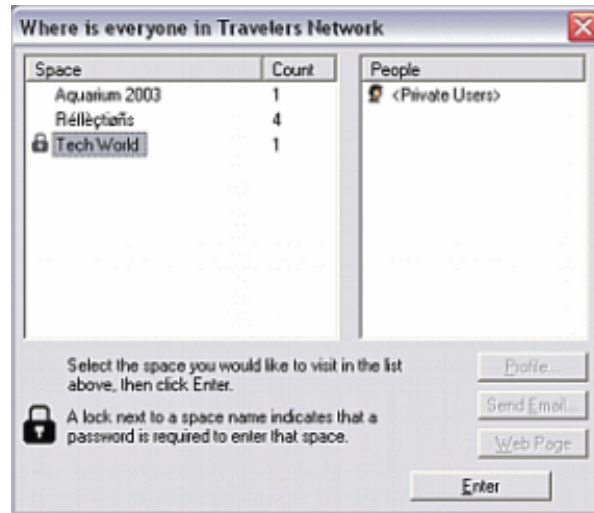 Where is everyone in Travelers Network
Space Count People
Aquarium 2003 1 <Private Users>
Réflèçtiøñs 4
Tech World 1
Select the space you would like to visit in the list
above, then click Enter.
A lock next to a space name indicates that a
password is required to enter that space.
Profile...
Send Email...
Web Page
Enter